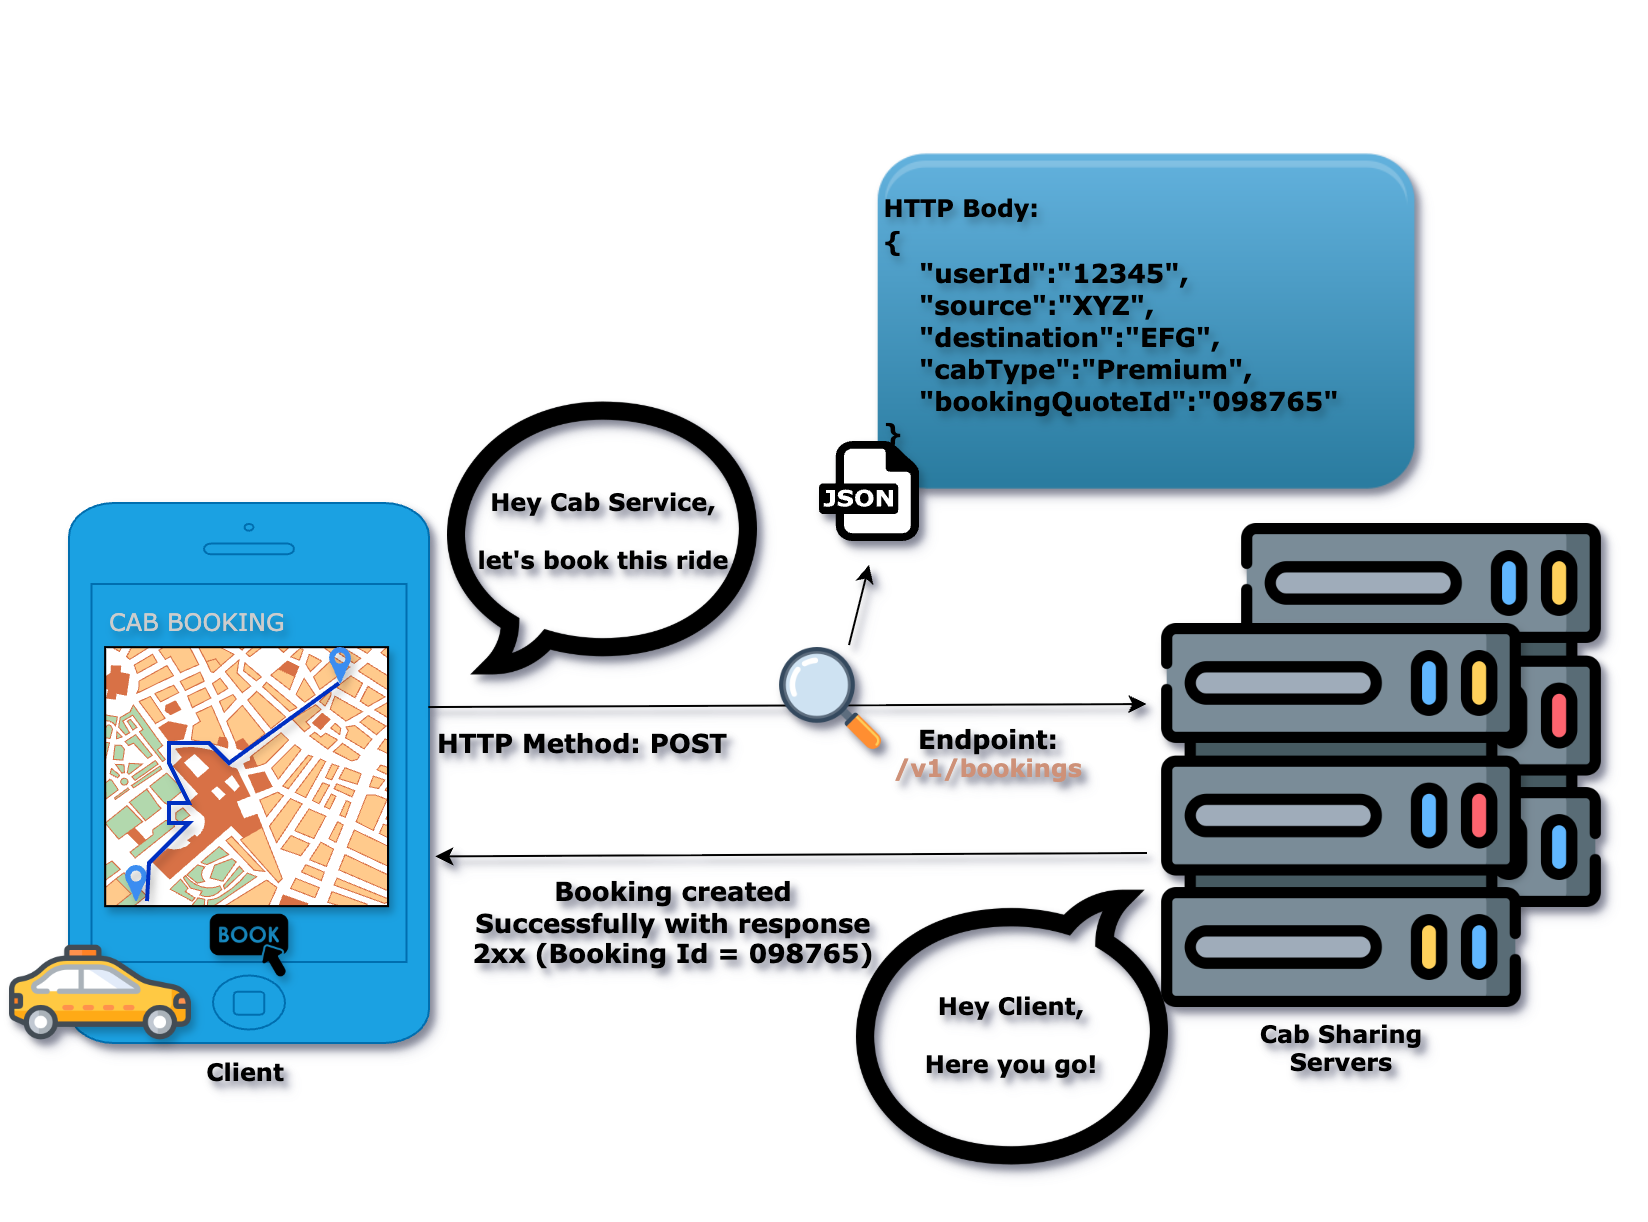 HTTP Body:
{
"userId":"12345",
"source":"XYZ",
"destination":"EFG",
"cabType":"Premium",
"bookingQuoteId":"098765"
}
JSON
Hey Cab Service,
let's book this ride
CAB BOOKING
BOOK
Client
HTTP Method: POST
Endpoint:
/v1/bookings
Booking created
Successfully with response
2xx (Booking Id = 098765)
Hey Client,
Here you go!
Cab Sharing
Servers